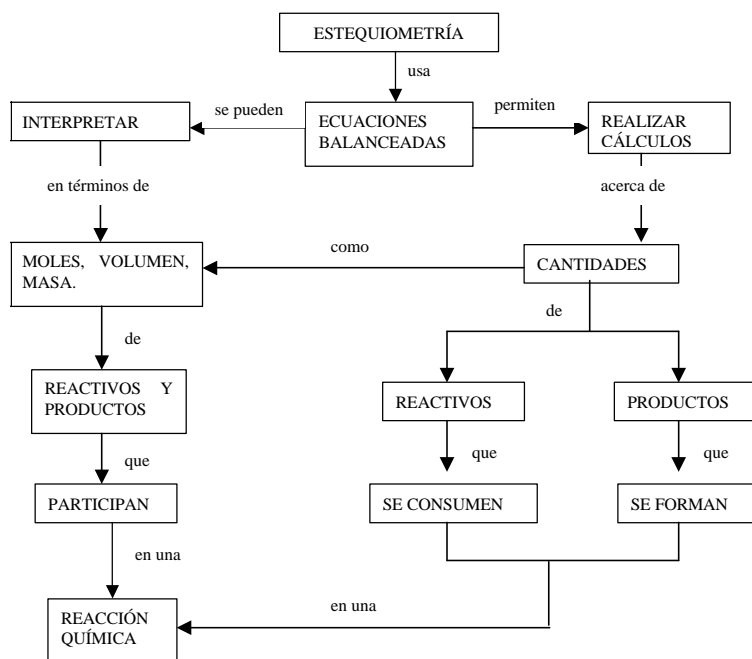 ESTEQUIOMETRÍA
usa
se pueden
permiten
INTERPRETAR
ECUACIONES
BALANCEADAS
REALIZAR
CÁLCULOS
en términos de
acerca de
MOLES, VOLUMEN,
MASA.
como
CANTIDADES
de
de
REACTIVOS Y
PRODUCTOS
REACTIVOS
PRODUCTOS
que
que
que
PARTICIPAN
SE CONSUMEN
SE FORMAN
en una
en una
REACCIÓN
QUÍMICA